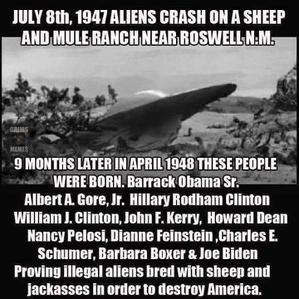 JULY 8th, 1947 ALIENS CRASH ON A SHEEP
AND MULE RANCH NEAR ROSWELL N.M.
GAINS
MEMES
9 MONTHS LATER IN APRIL 1948 THESE PEOPLE
WERE BORN. Barrack Obama Sr.
Albert A. Gore, Jr. Hillary Rodham Clinton
William J. Clinton, John F. Kerry, Howard Dean
Nancy Pelosi, Dianne Feinstein ,Charles E.
Schumer, Barbara Boxer & Joe Biden
Proving illegal aliens bred with sheep and
jackasses in order to destroy America.